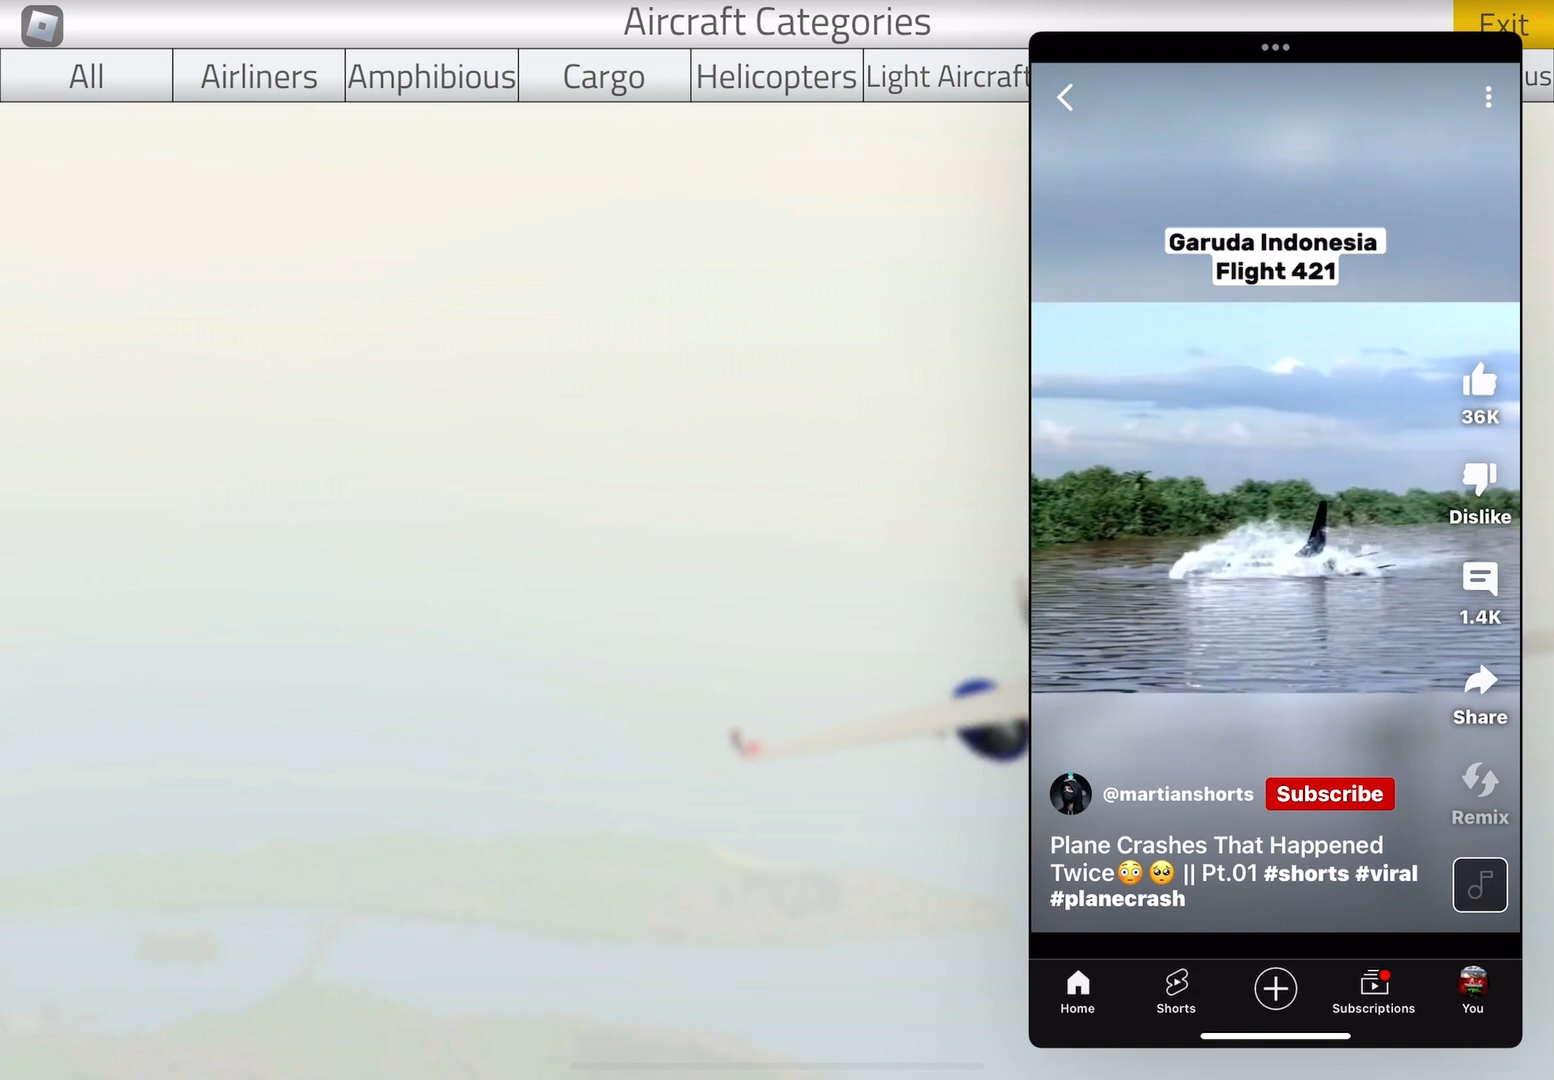 Aircraft Categories
Exit
All
Airliners
Amphibious
Cargo
Helicopters
Light Aircraft
us
Garuda Indonesia
Flight 421
36K
Dislike
1.4K
Share
Remix
@martianshorts
Subscribe
Plane Crashes That Happened
Twice😳 🥺 || Pt.01 #shorts #viral
#planecrash
Home
Shorts
Subscriptions
You